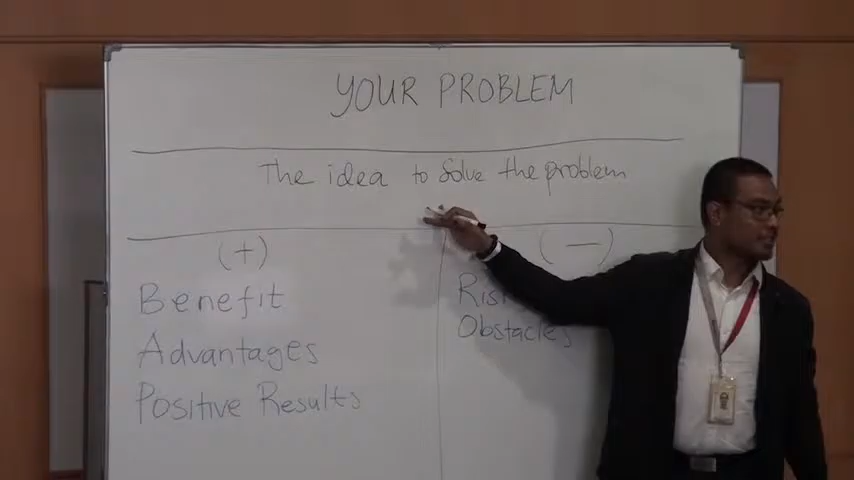 YOUR PROBLEM
The idea to solve the problem
(+)
(—)
Benefit
Advantages
Positive Results
Obstacles